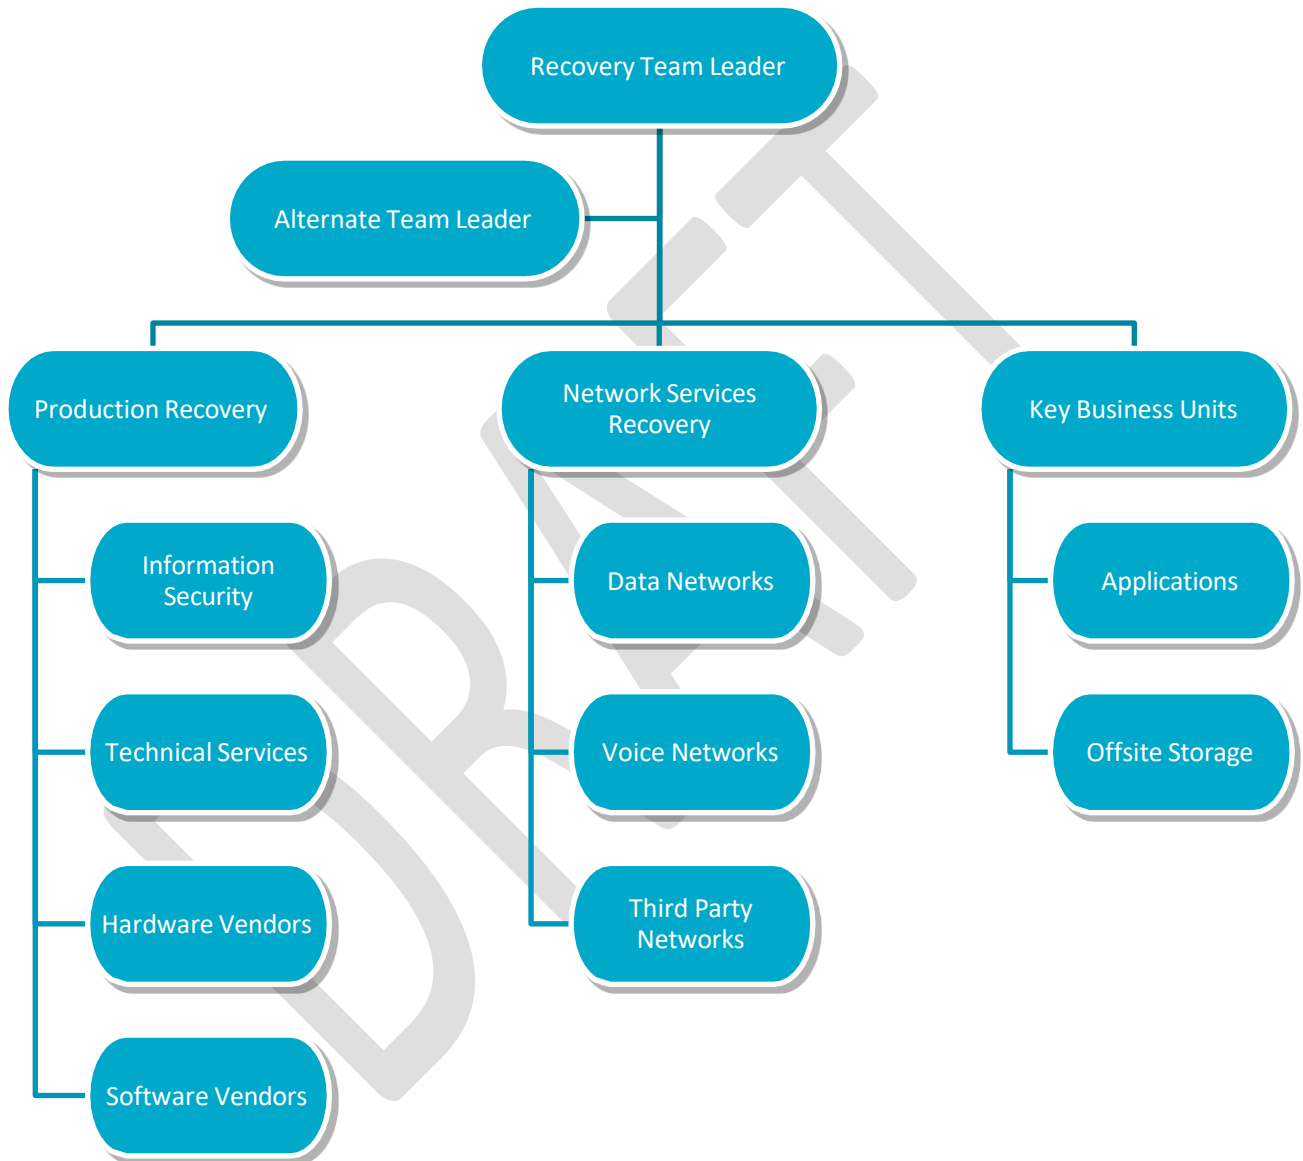 Recovery Team Leader
Alternate Team Leader
Production Recovery
Network Services
Recovery
Key Business Units
Information
Security
Data Networks
Applications
Technical Services
Voice Networks
Offsite Storage
Hardware Vendors
Third Party
Networks
Software Vendors
DRAFT